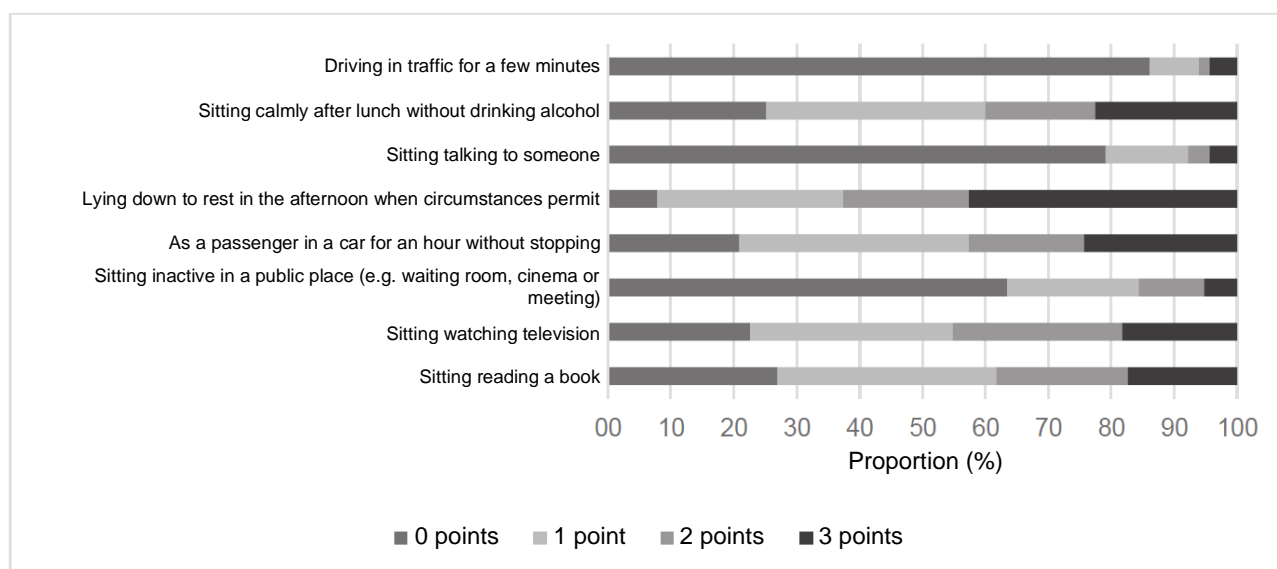 Driving in traffic for a few minutes
Sitting calmly after lunch without drinking alcohol
Sitting talking to someone
Lying down to rest in the afternoon when circumstances permit
As a passenger in a car for an hour without stopping
Sitting inactive in a public place (e.g. waiting room, cinema or
meeting)
Sitting watching television
Sitting reading a book
00 10 20 30 40 50 60 70 80 90 100
Proportion (%)
0 points 1 point 2 points 3 points